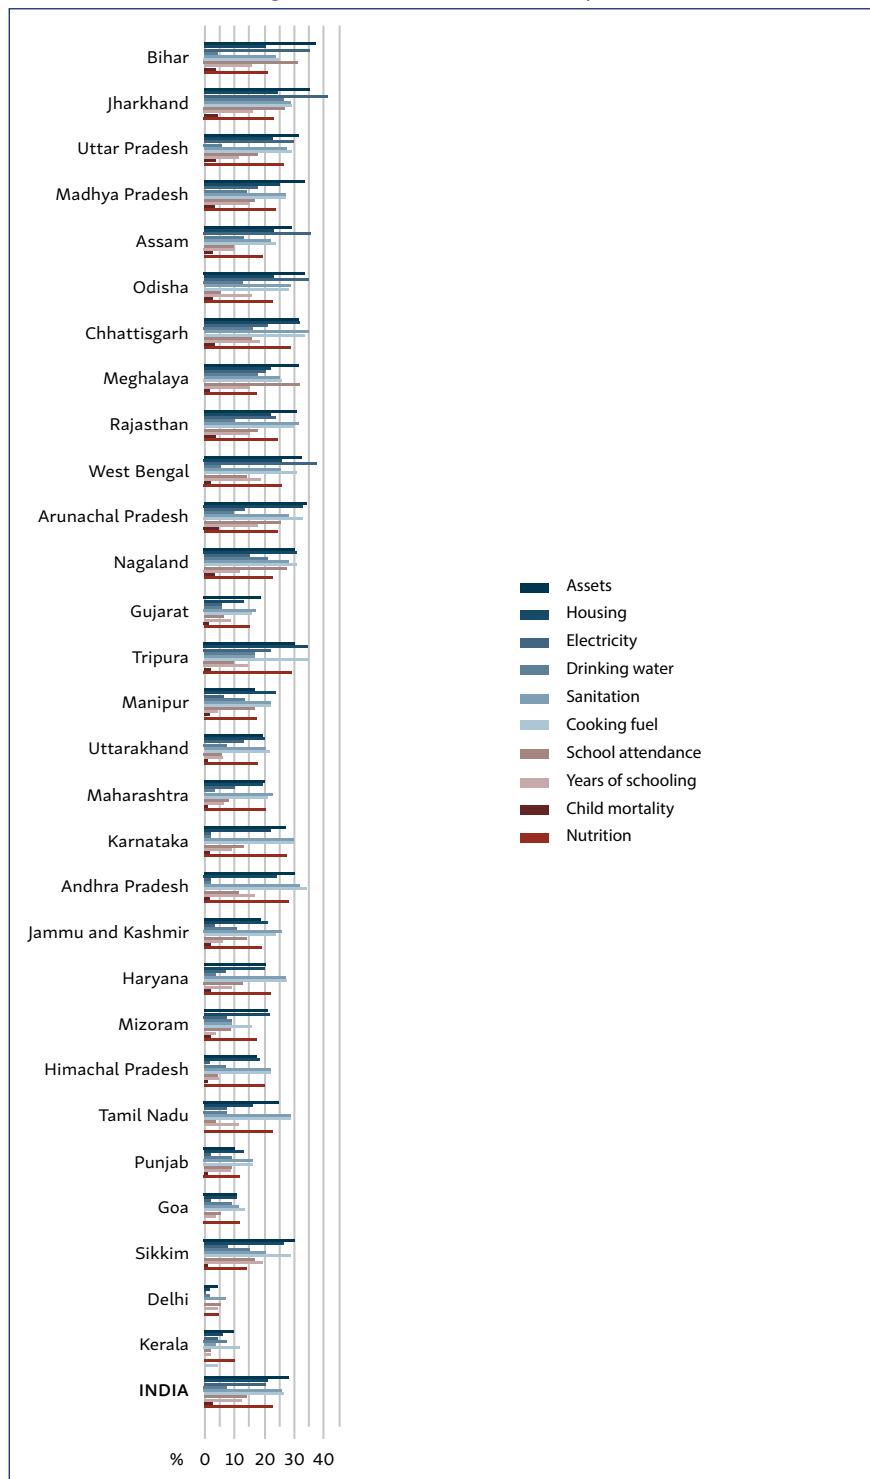 Bihar
Jharkhand
Uttar Pradesh
Madhya Pradesh
Assam
Odisha
Chhattisgarh
Meghalaya
Rajasthan
West Bengal
Arunachal Pradesh
Nagaland
Gujarat
Tripura
Manipur
Uttarakhand
Maharashtra
Karnataka
Andhra Pradesh
Jammu and Kashmir
Haryana
Mizoram
Himachal Pradesh
Tamil Nadu
Punjab
Goa
Sikkim
Delhi
Kerala
INDIA
% 0 10 20 30 40
Assets
Housing
Electricity
Drinking water
Sanitation
Cooking fuel
School attendance
Years of schooling
Child mortality
Nutrition